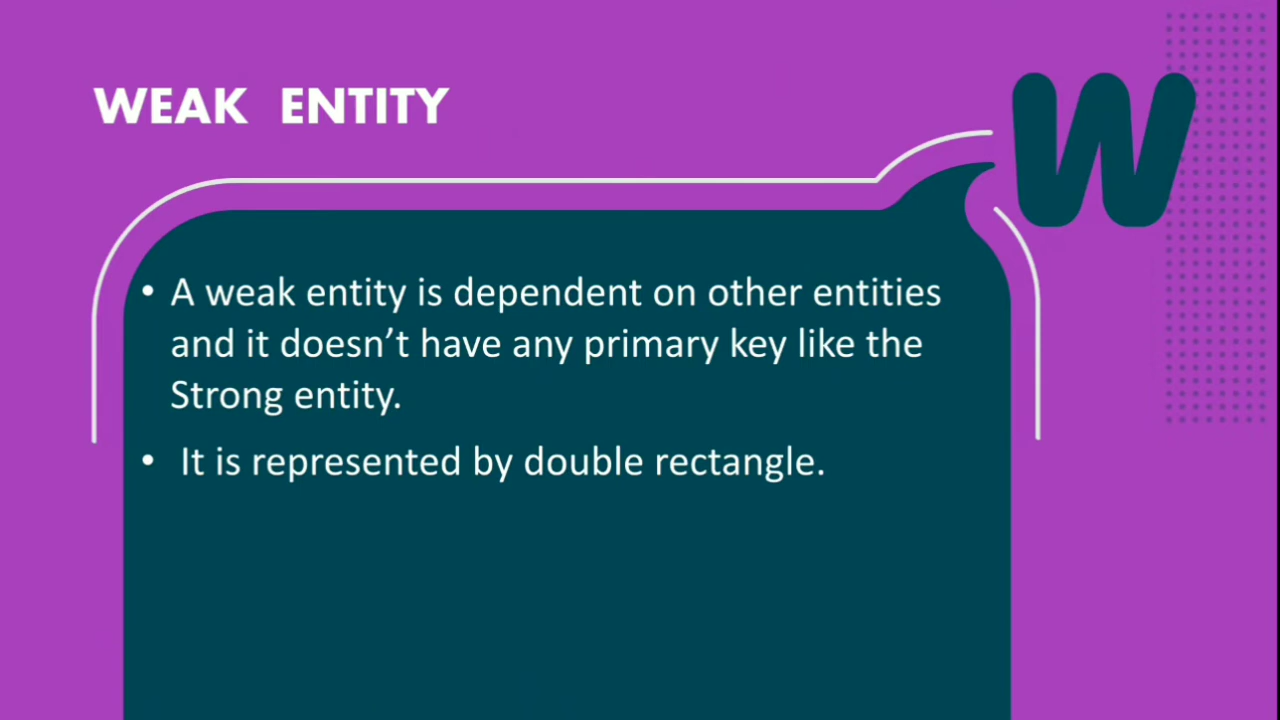 WEAK ENTITY
W
• A weak entity is dependent on other entities
and it doesn't have any primary key like the
Strong entity.
• It is represented by double rectangle.